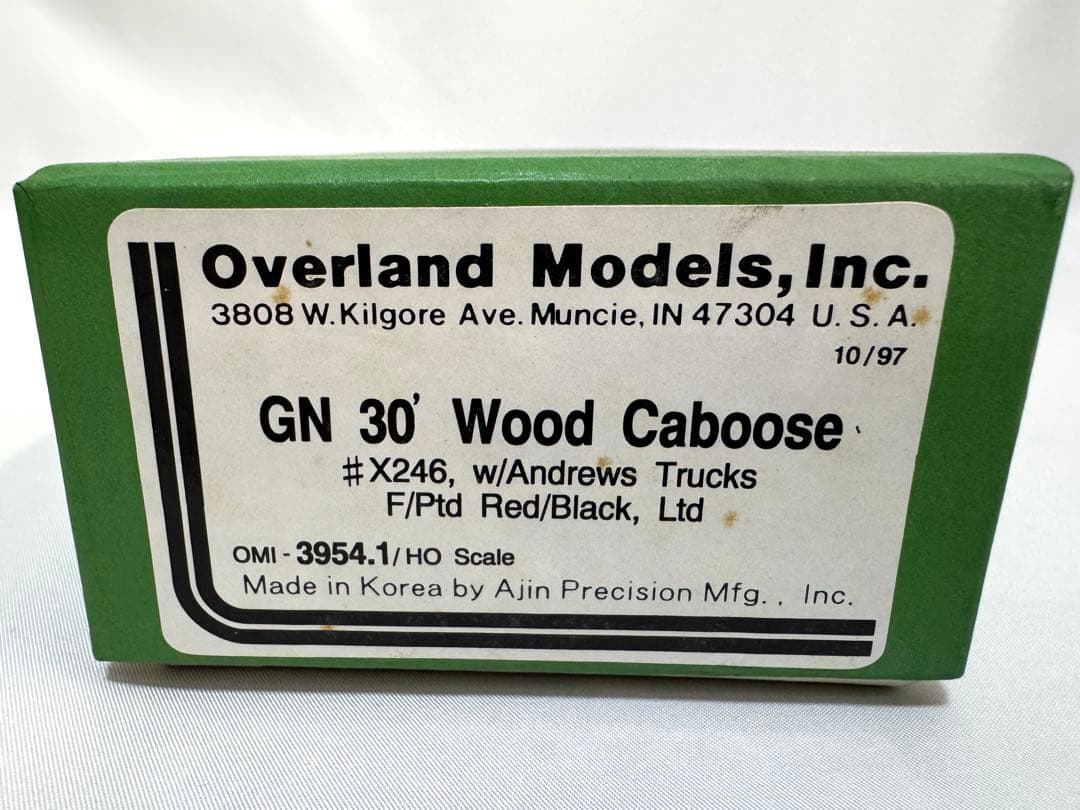 Overland Models, Inc.
3808 W. Kilgore Ave. Muncie, IN 47304 U. S. A.
10/97
GN 30' Wood Caboose
#X246, w/Andrews Trucks
F/Ptd Red/Black, Ltd
OMI - 3954.1/HO Scale
Made in Korea by Ajin Precision Mfg. , Inc.